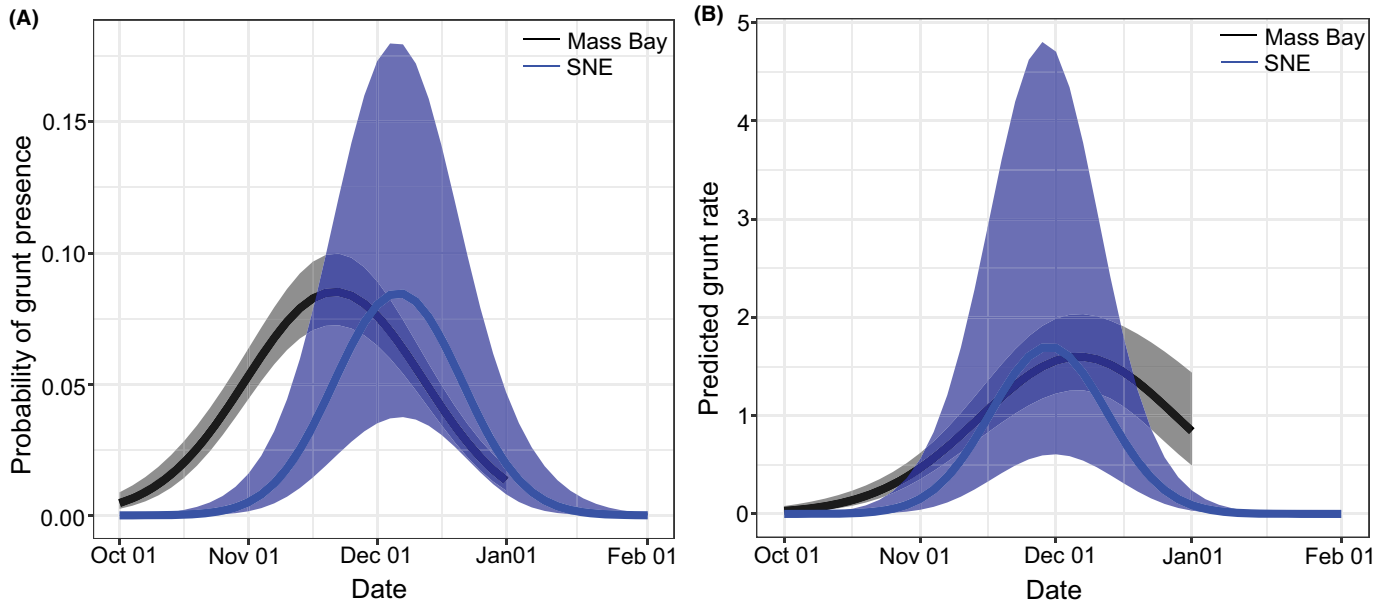 (A)
Mass Bay
SNE
Probability of grunt presence
0.15
0.10
0.05
0.00
Oct 01 Nov 01 Dec 01 Jan 01 Feb 01
Date
(B)
Mass Bay
SNE
Predicted grunt rate
5
4
3
2
1
0
Oct 01 Nov 01 Dec 01 Jan01 Feb 01
Date